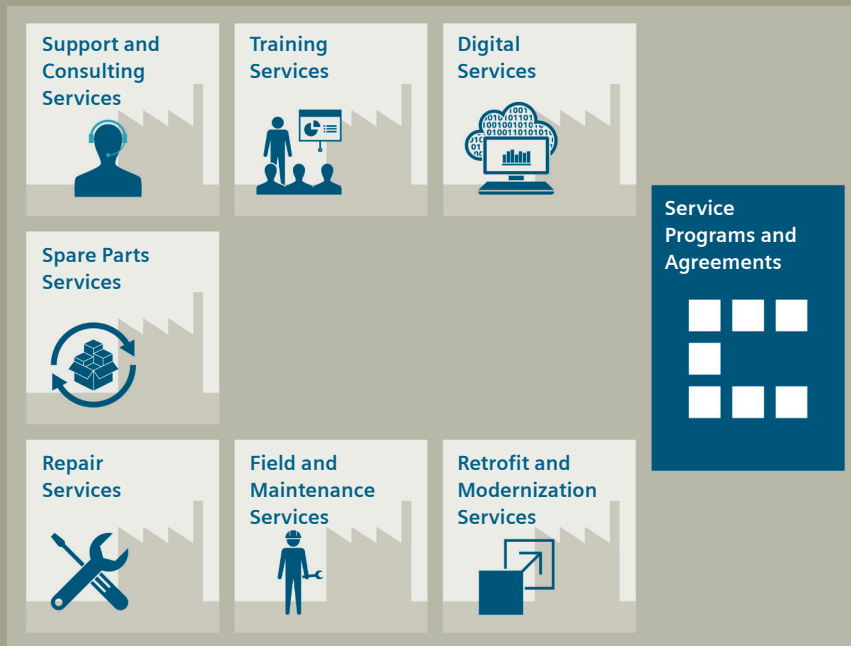 Support and
Consulting
Services
Training
Services
Digital
Services
Spare Parts
Services
Service
Programs and
Agreements
Repair
Services
Field and
Maintenance
Services
Retrofit and
Modernization
Services